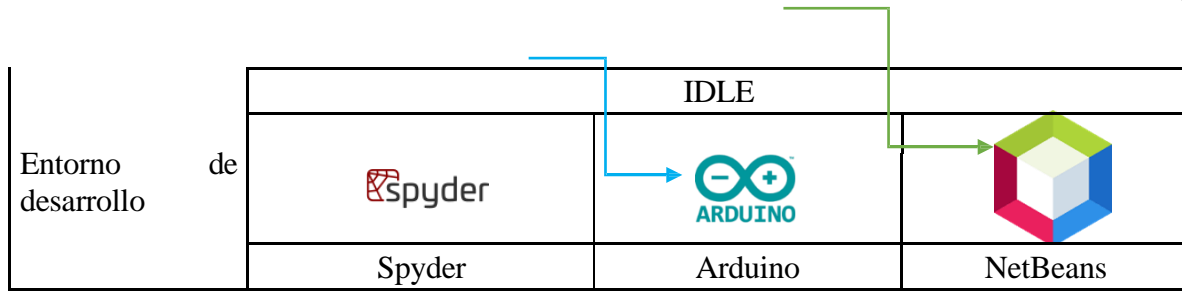 IDLE
Entorno de
desarrollo
spyder
ARDUINO
Spyder Arduino NetBeans